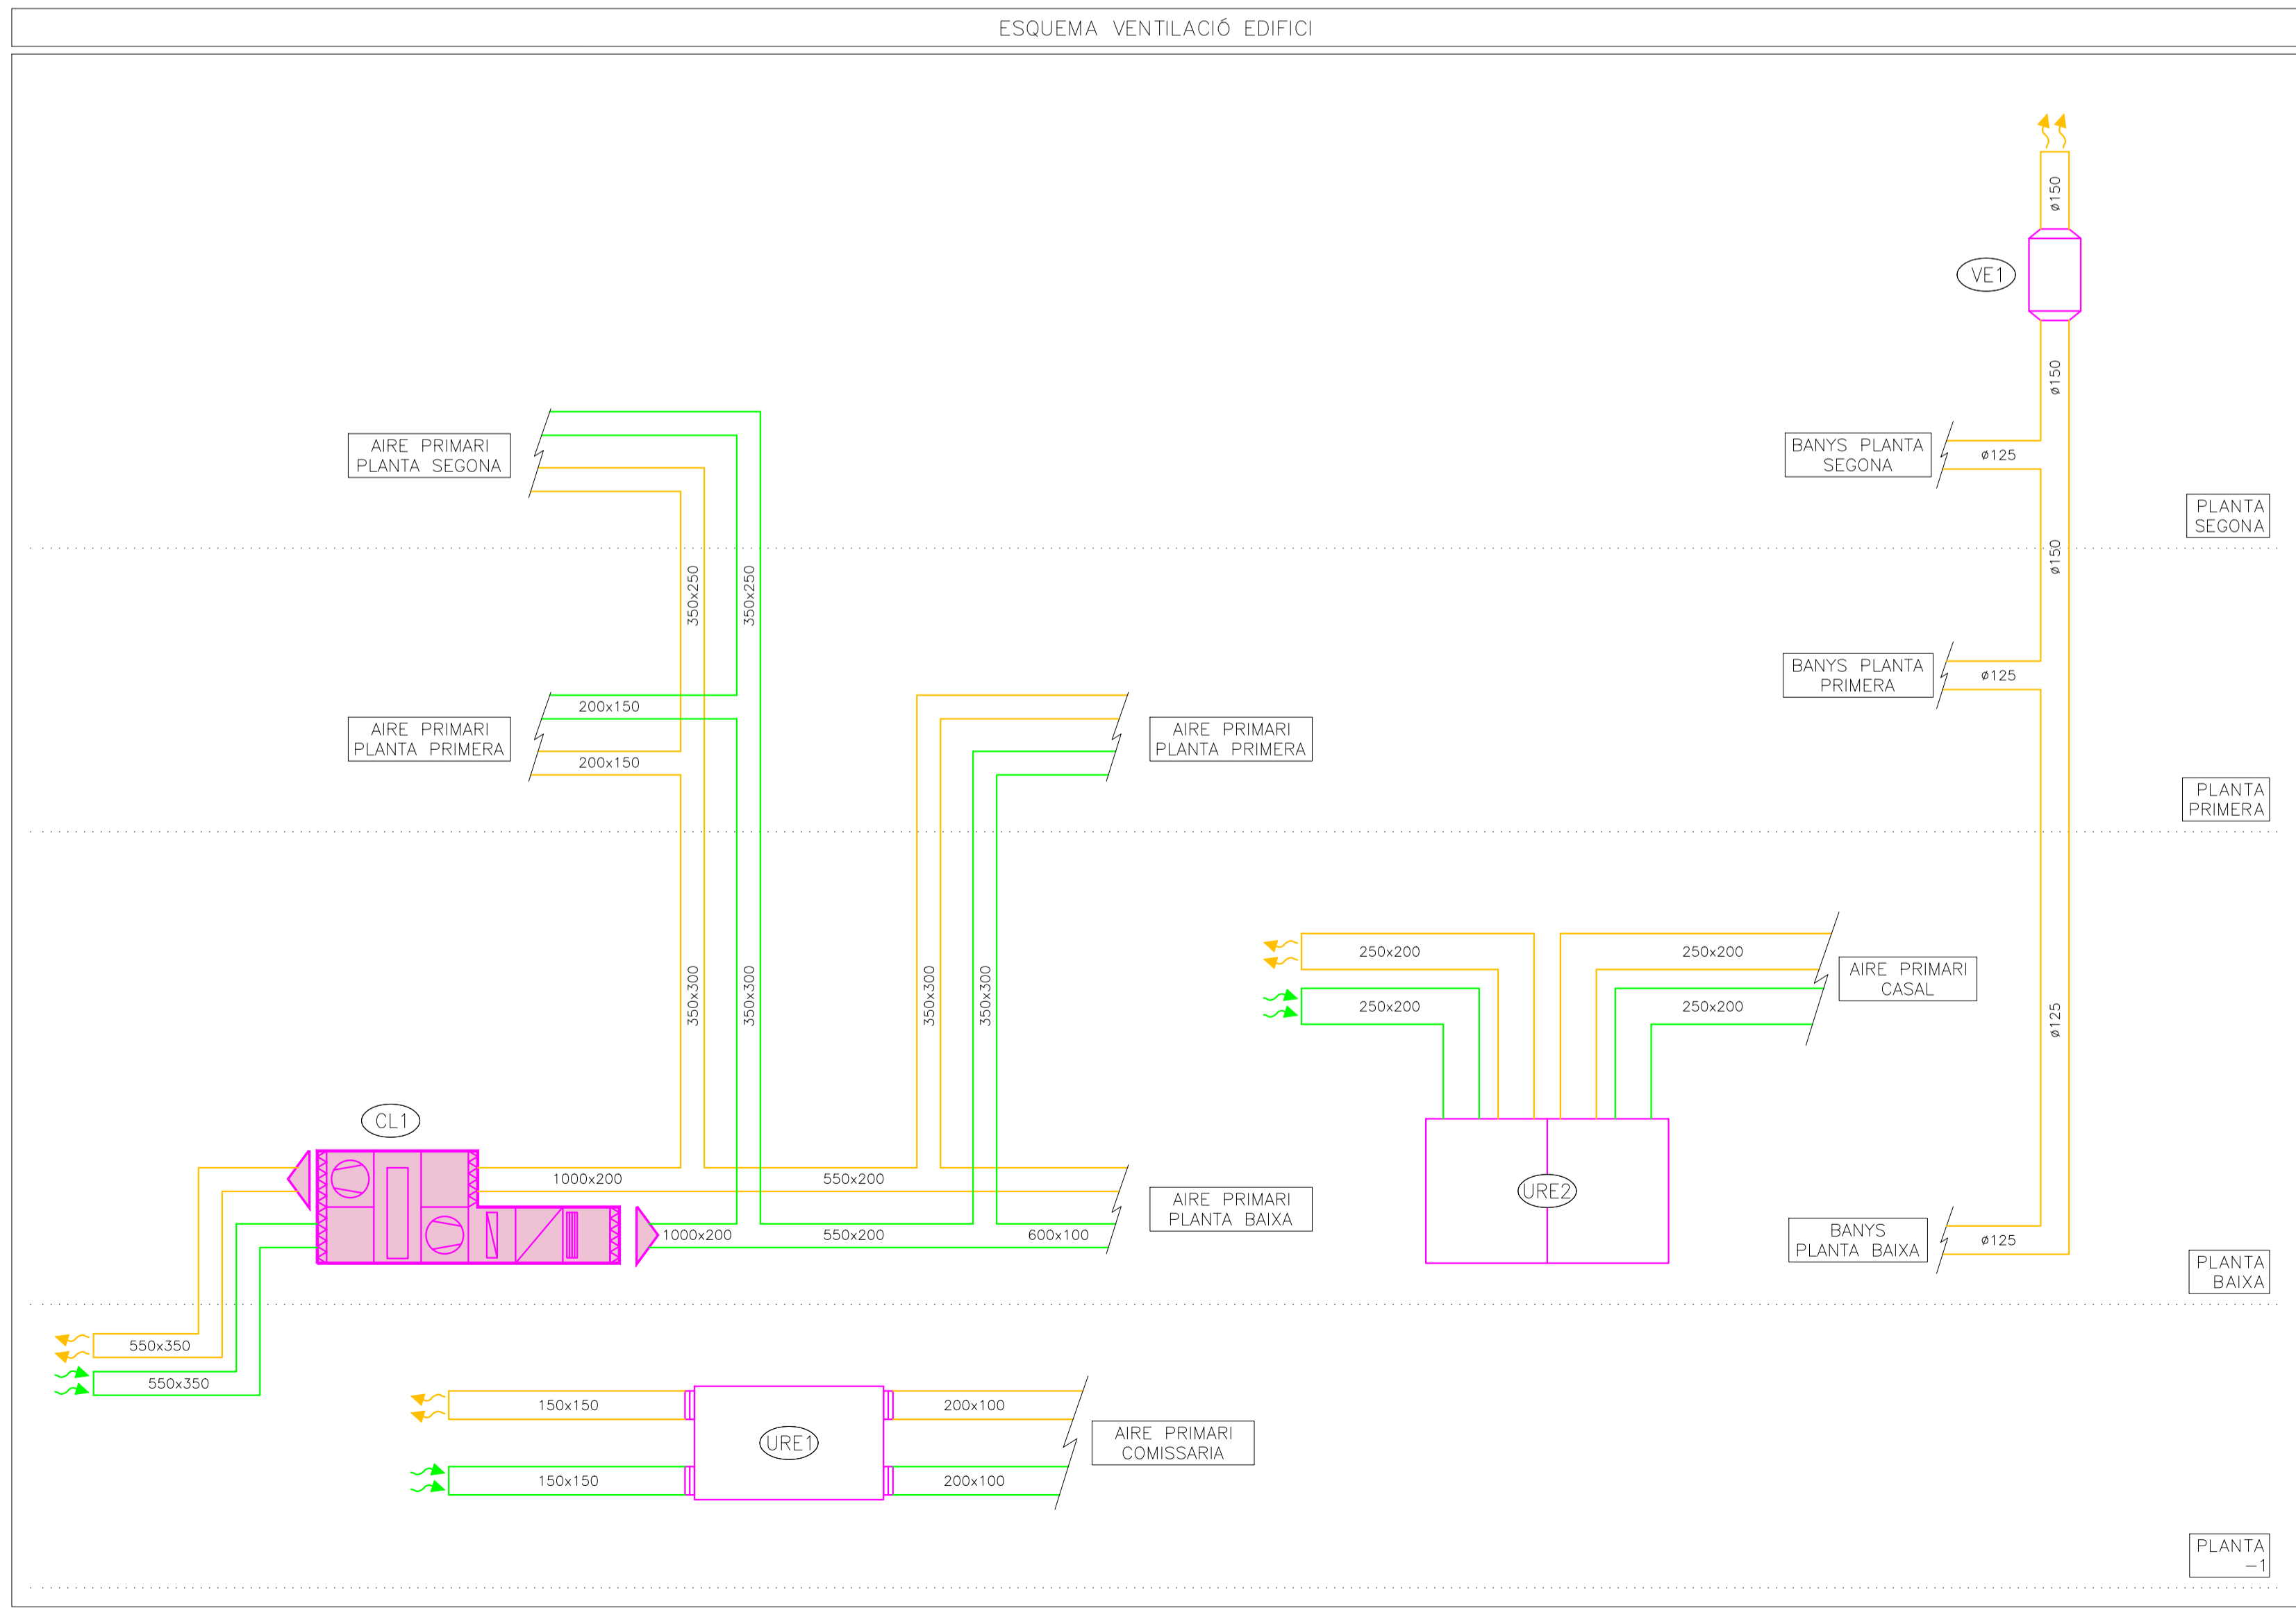 ESQUEMA VENTILACIÓ EDIFICI
ø150
VE1
ø150
AIRE PRIMARI
PLANTA SEGONA
BANYS PLANTA
SEGONA
ø125
PLANTA
SEGONA
350x250
350x250
ø150
200x150
AIRE PRIMARI
PLANTA PRIMERA
200x150
AIRE PRIMARI
PLANTA PRIMERA
BANYS PLANTA
PRIMERA
ø125
PLANTA
PRIMERA
350x300
350x300
350x300
350x300
250x200
250x200
250x200
250x200
AIRE PRIMARI
CASAL
ø125
CL1
1000x200
550x200
1000x200
550x200
600x100
AIRE PRIMARI
PLANTA BAIXA
URE2
BANYS
PLANTA BAIXA
ø125
PLANTA
BAIXA
550x350
550x350
150x150
200x100
URE1
150x150
200x100
AIRE PRIMARI
COMISSARIA
PLANTA
-1